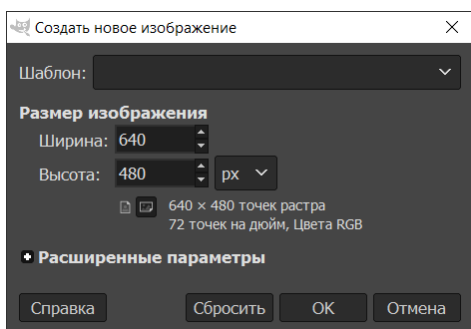 Создать новое изображение
Шаблон:
Размер изображения
Ширина: 640
Высота: 480 px
640 × 480 точек растра
72 точек на дюйм, Цвета RGB
Расширенные параметры
Справка Сбросить OK Отмена